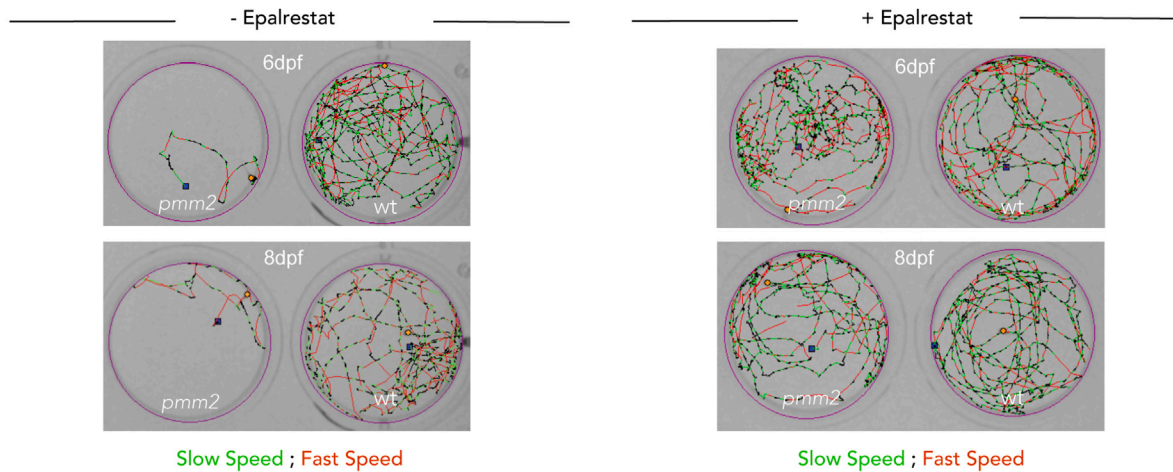 - Epalrestat
6dpf
pmm2
wt
8dpf
pmm2
wt
Slow Speed ; Fast Speed
+ Epalrestat
6dpf
pmm2
wt
8dpf
pmm2
wt
Slow Speed ; Fast Speed